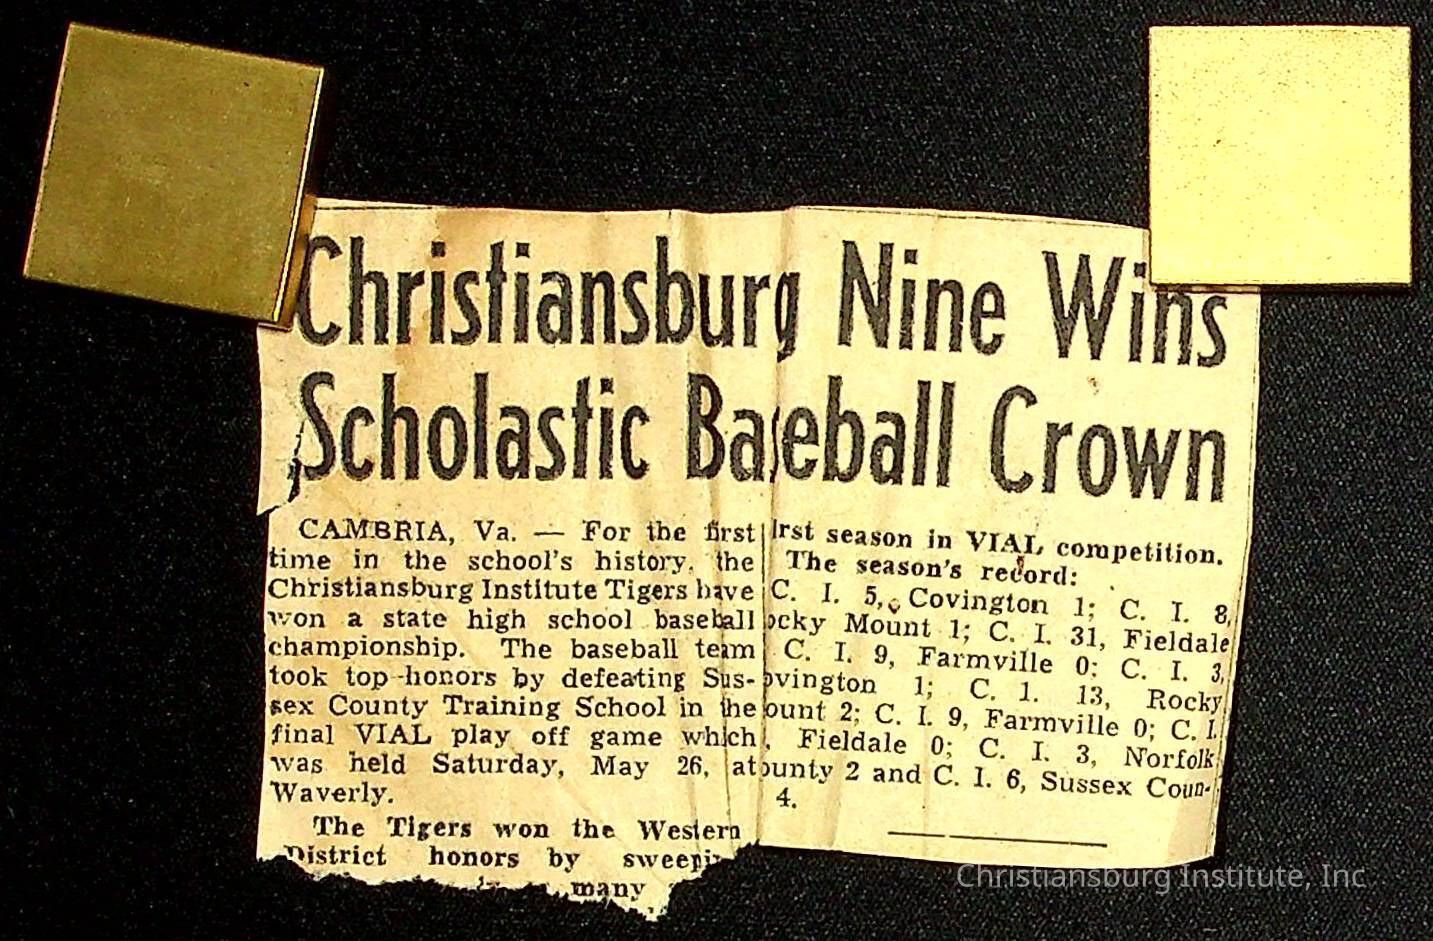 Christiansburg Nine Wins
Scholastic Baseball Crown
CAMBRIA, Va. — For the first
time in the school's history, the
Christiansburg Institute Tigers have
won a state high school baseball
championship. The baseball team
took top honors by defeating Sus-
sex County Training School in the
final VIAL play off game which
was held Saturday, May 26, at
Waverly.
The Tigers won the Western
District honors by
many
season in VIAL competition.
The season's record:
C. I. 5, Covington 1; C. I. 8,
ocky Mount 1; C. I. 31, Fieldale
C. I. 9, Farmville 0; C. I. 3,
ovington 1; C. I. 13, Rocky
ount 2; C. I. 9, Farmville 0; C. I.
, Fieldale 0; C. I. 3, Norfolk
ounty 2 and C. I. 6, Sussex Coun-
4.
Christiansburg Institute, Inc